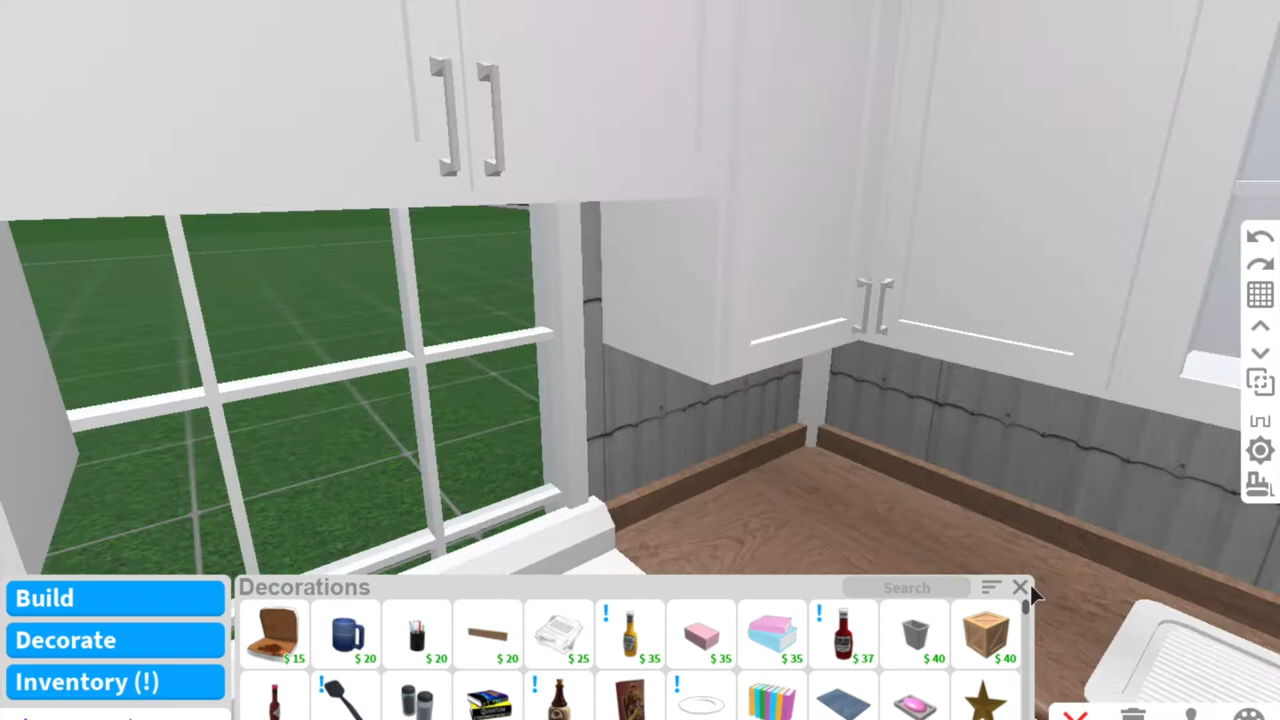 Build
Decorate
Inventory (!)
Decorations
Search
$ 15
$ 20
$ 20
$ 20
$ 25
! $ 35
$ 35
$ 35
! $ 37
$ 40
$ 40
!
!
!